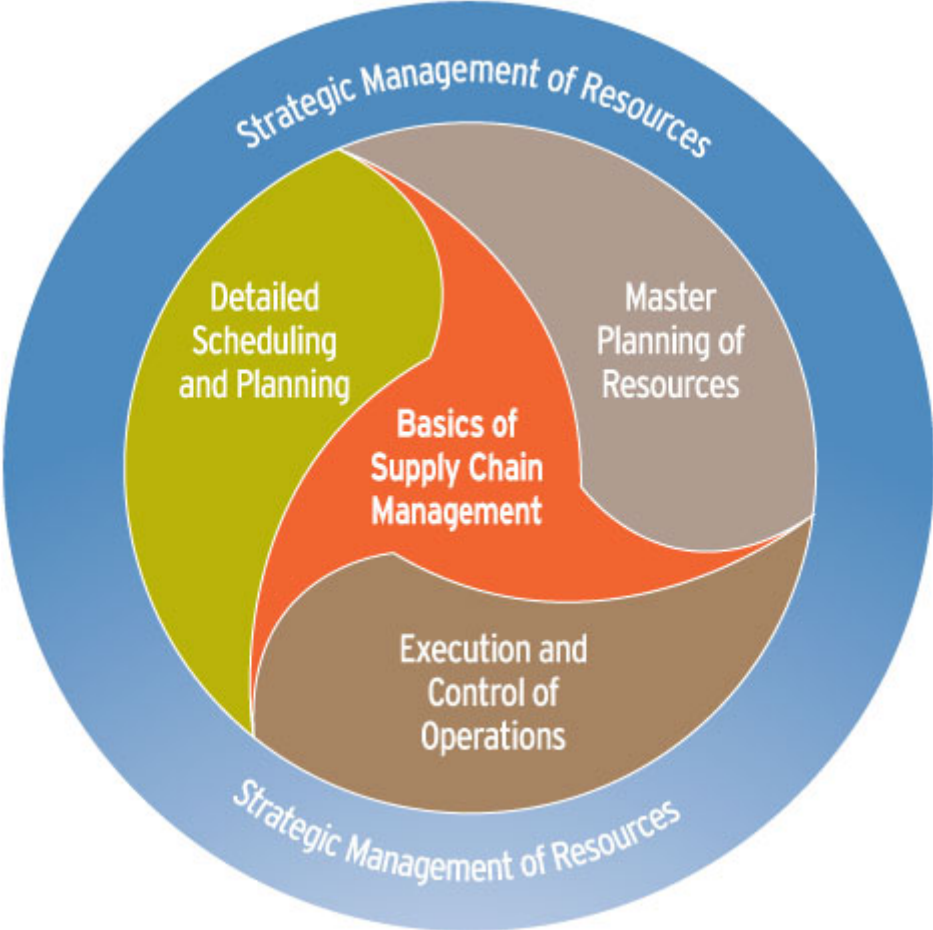 Strategic Management of Resources
Detailed
Scheduling
and Planning
Master
Planning of
Resources
Basics of
Supply Chain
Management
Execution and
Control of
Operations
Strategic Management of Resources